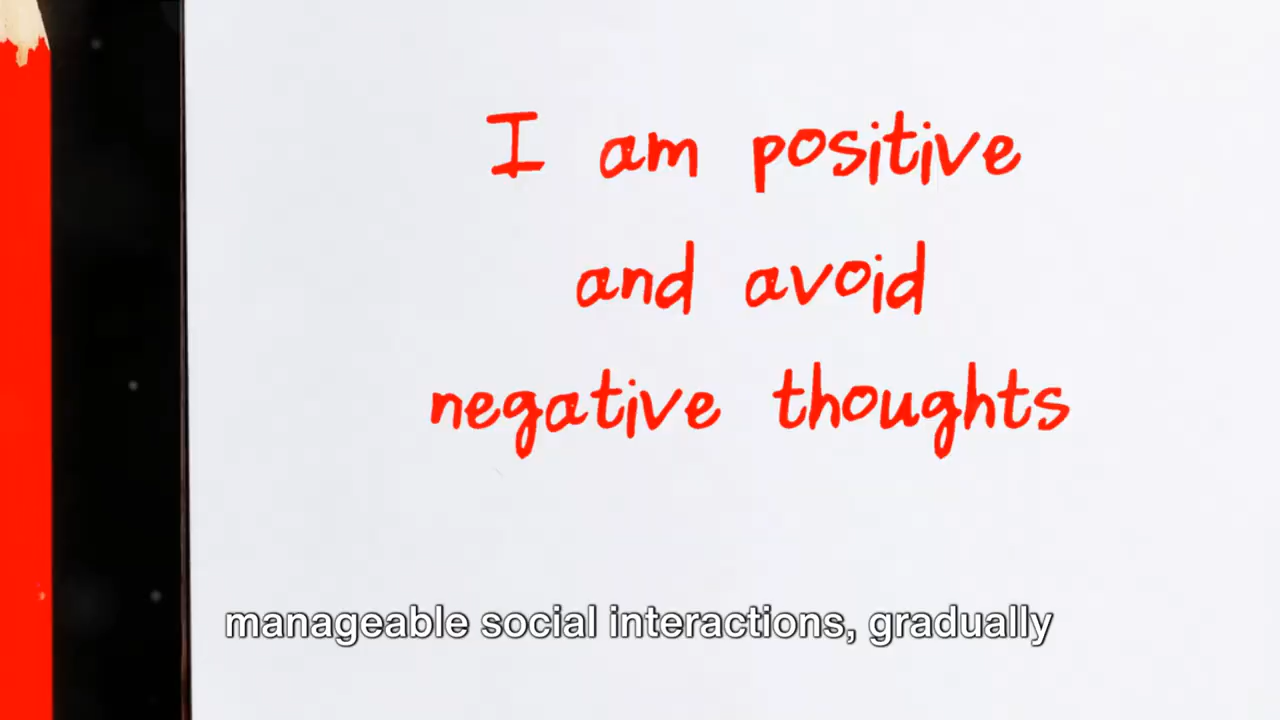 I am positive
and avoid
negative thoughts
manageable social interactions, gradually